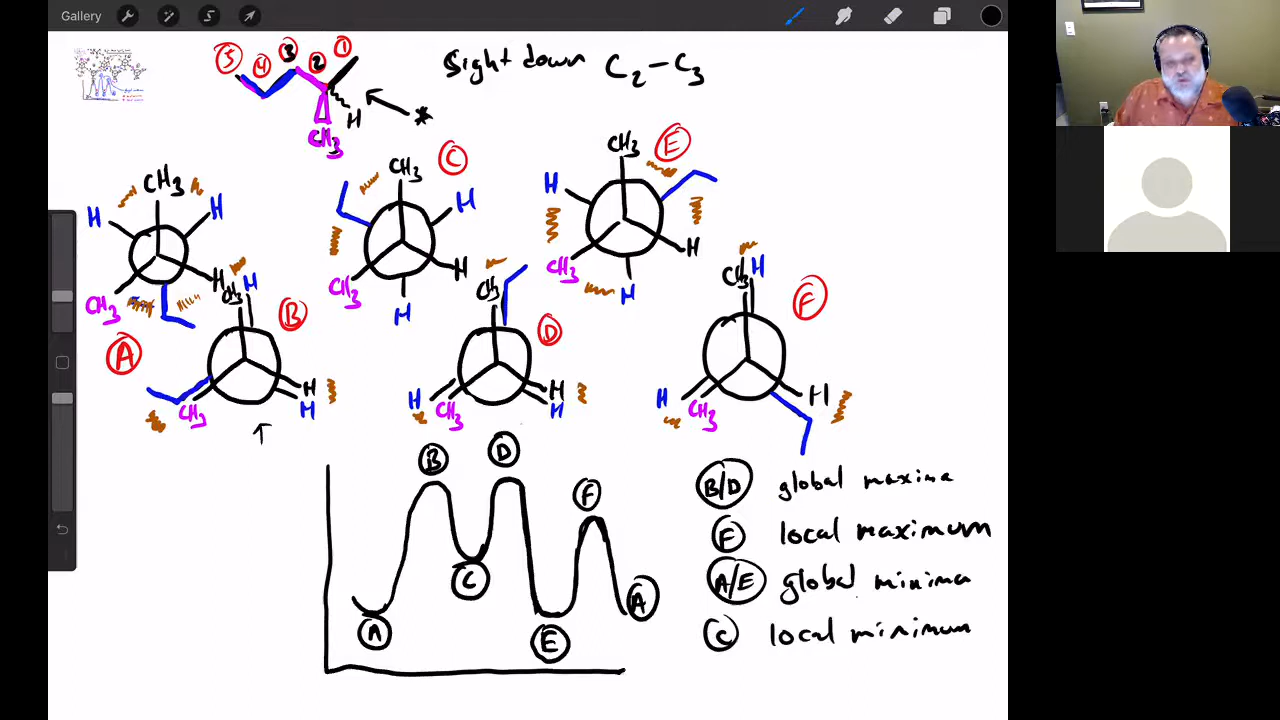 Gallery
5 4 3 2 1
H
CH3
*
Sight down C2-C3
CH3
H H
CH3 H
A
C
CH3
H
CH3 H
H
E
CH3
H
H
CH3
H
B
H
CH3
CH3 H
H
D
CH3
H H
CH3 H
F
CH3 H
H H
CH3
B D F
C
A E A
B/D global maxima
F local maximum
A/E global minima
C local minimum